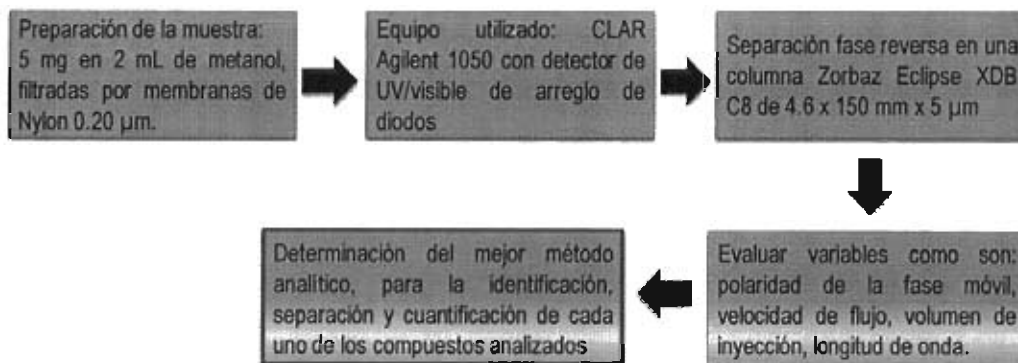 Preparación de la muestra:
5 mg en 2 mL de metanol,
filtradas por membranas de
Nylon 0.20 µm.
Equipo utilizado: CLAR
Agilent 1050 con detector de
UV/visible de arreglo de
diodos
Separación fase reversa en una
columna Zorbaz Eclipse XDB
C8 de 4.6 x 150 mm x 5 µm
Evaluar variables como son:
polaridad de la fase móvil,
velocidad de flujo, volumen de
inyección, longitud de onda.
Determinación del mejor método
analítico, para la identificación,
separación y cuantificación de cada
uno de los compuestos analizados